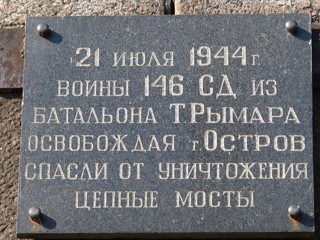 21 ИЮЛЯ 1944 г.
ВОИНЫ 146 СД ИЗ
БАТАЛЬОНА Т.РЫМАРА
ОСВОБОЖДАЯ г.ОСТРОВ
СПАСЛИ ОТ УНИЧТОЖЕНИЯ
ЦЕПНЫЕ МОСТЫ